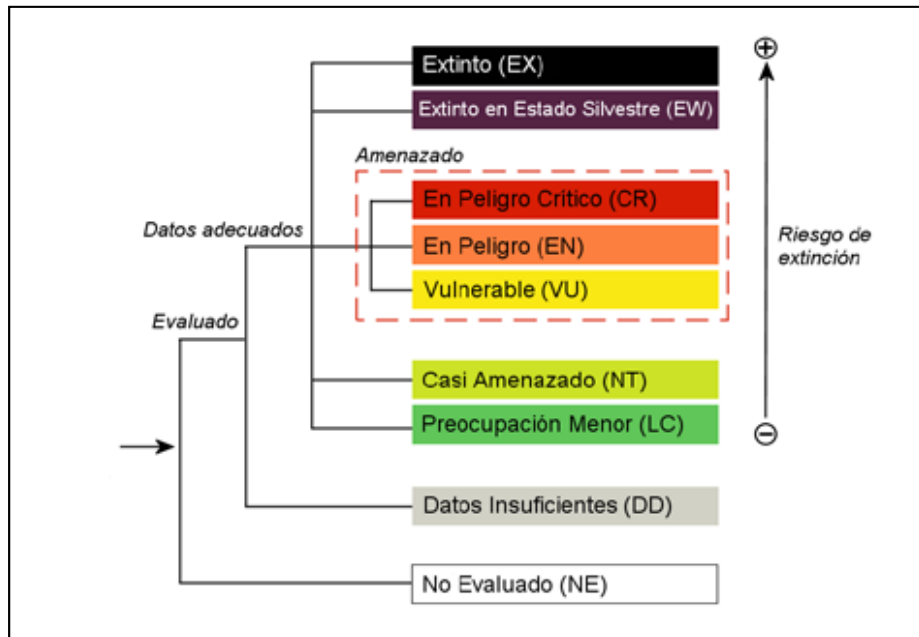 Extinto (EX)
Extinto en Estado Silvestre (EW)
Amenazado
En Peligro Crítico (CR)
Datos adecuados
En Peligro (EN)
Riesgo de
extinción
Vulnerable (VU)
Evaluado
Casi Amenazado (NT)
Preocupación Menor (LC)
Datos Insuficientes (DD)
No Evaluado (NE)